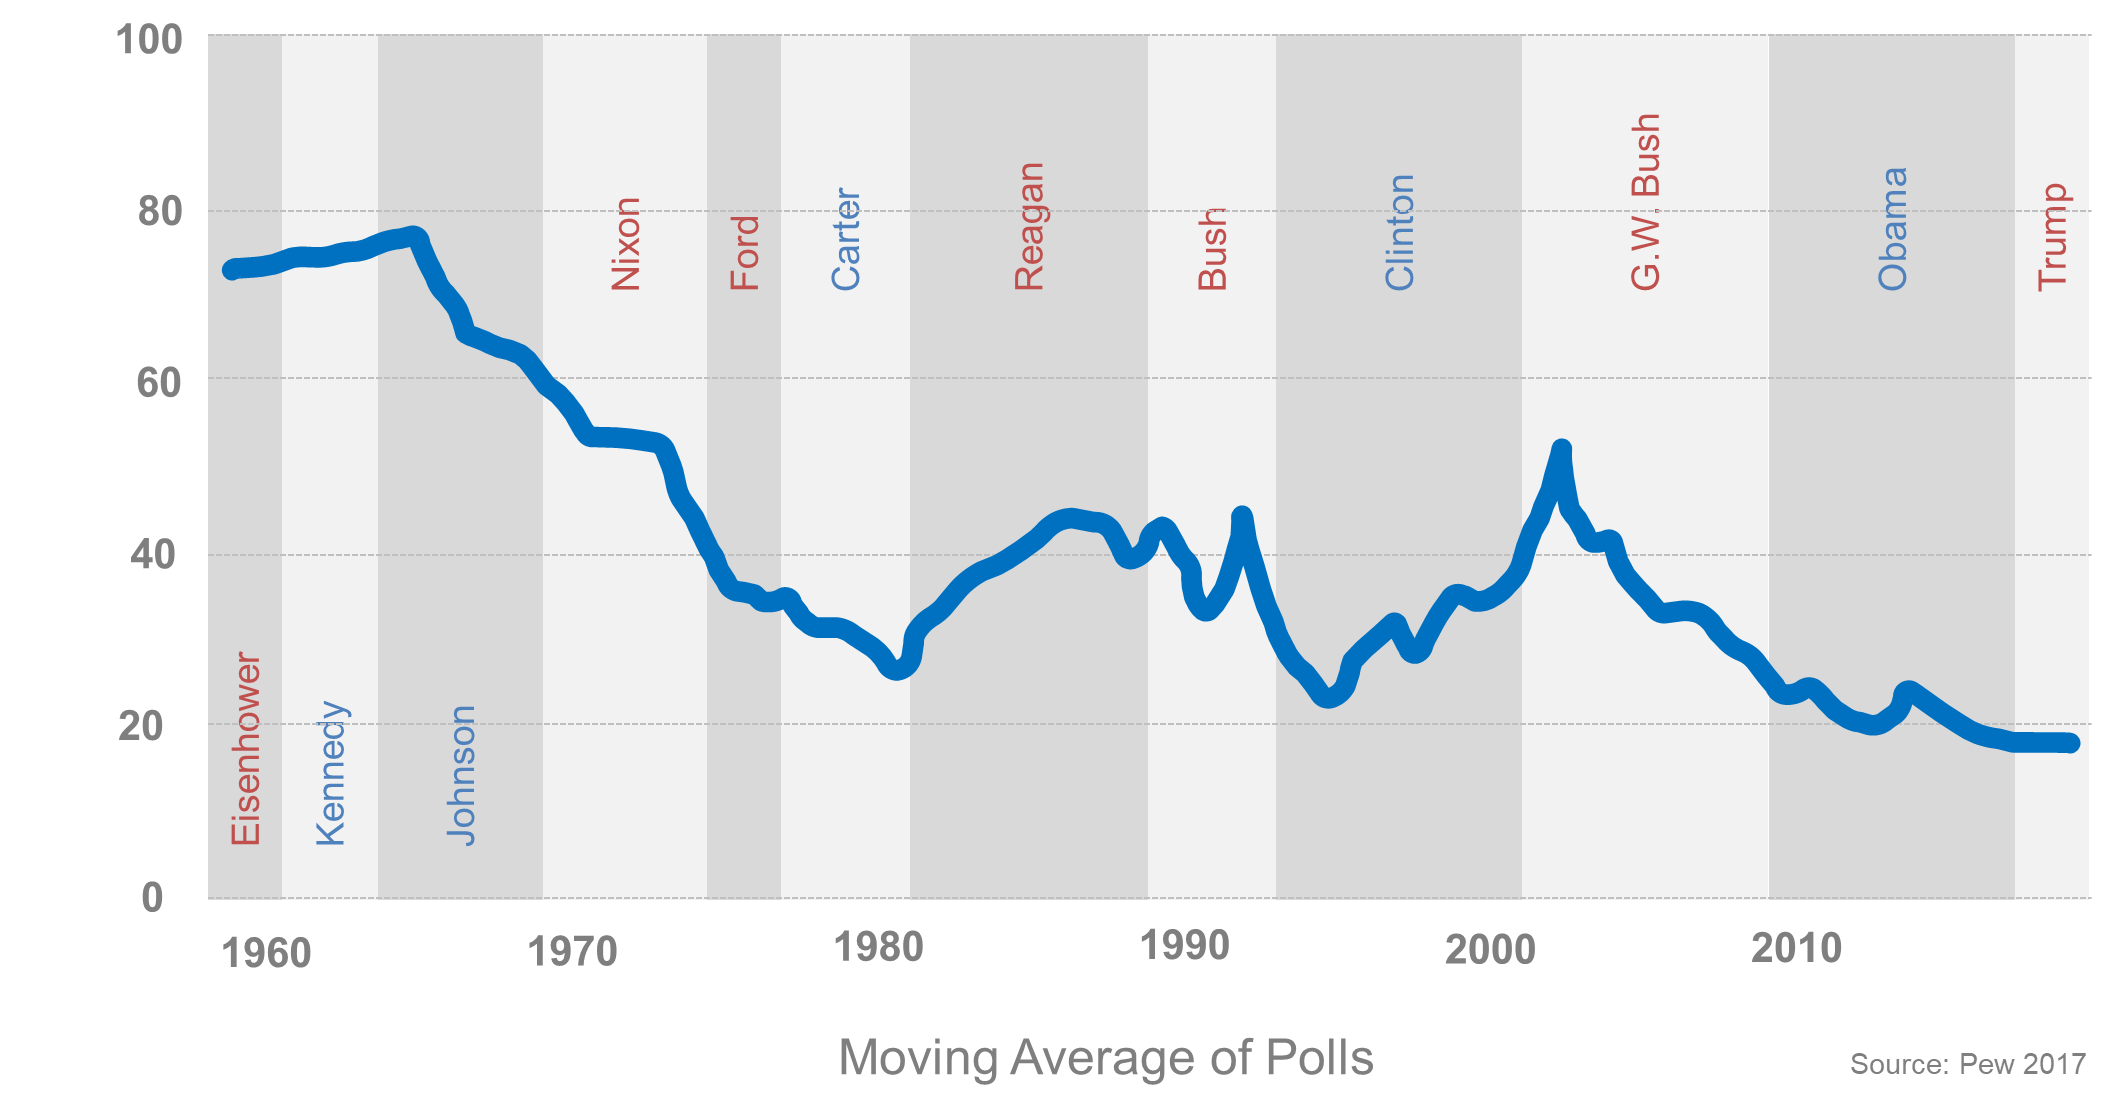 100
80
60
40
20
0
Eisenhower
Kennedy
Johnson
Nixon
Ford
Carter
Reagan
Bush
Clinton
G.W. Bush
Obama
Trump
1960
1970
1980
1990
2000
2010
Moving Average of Polls
Source: Pew 2017